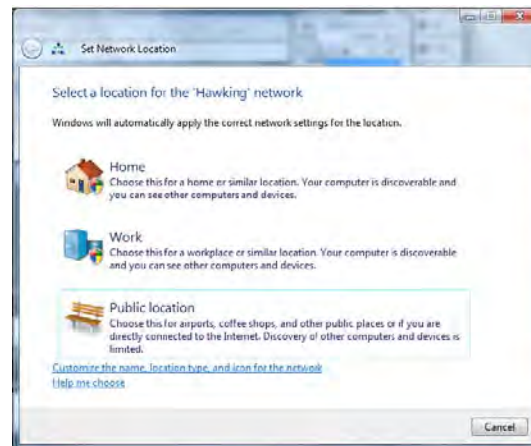 Set Network Location
Select a location for the 'Hawking' network
Windows will automatically apply the correct network settings for the location.
Home
Choose this for a home or similar location. Your computer is discoverable and
you can see other computers and devices.
Work
Choose this for a workplace or similar location. Your computer is discoverable
and you can see other computers and devices.
Public location
Choose this for airports, coffee shops, and other public places or if you are
directly connected to the Internet. Discovery of other computers and devices is
limited.
Customize the name, location type, and icon for the network
Help me choose
Cancel